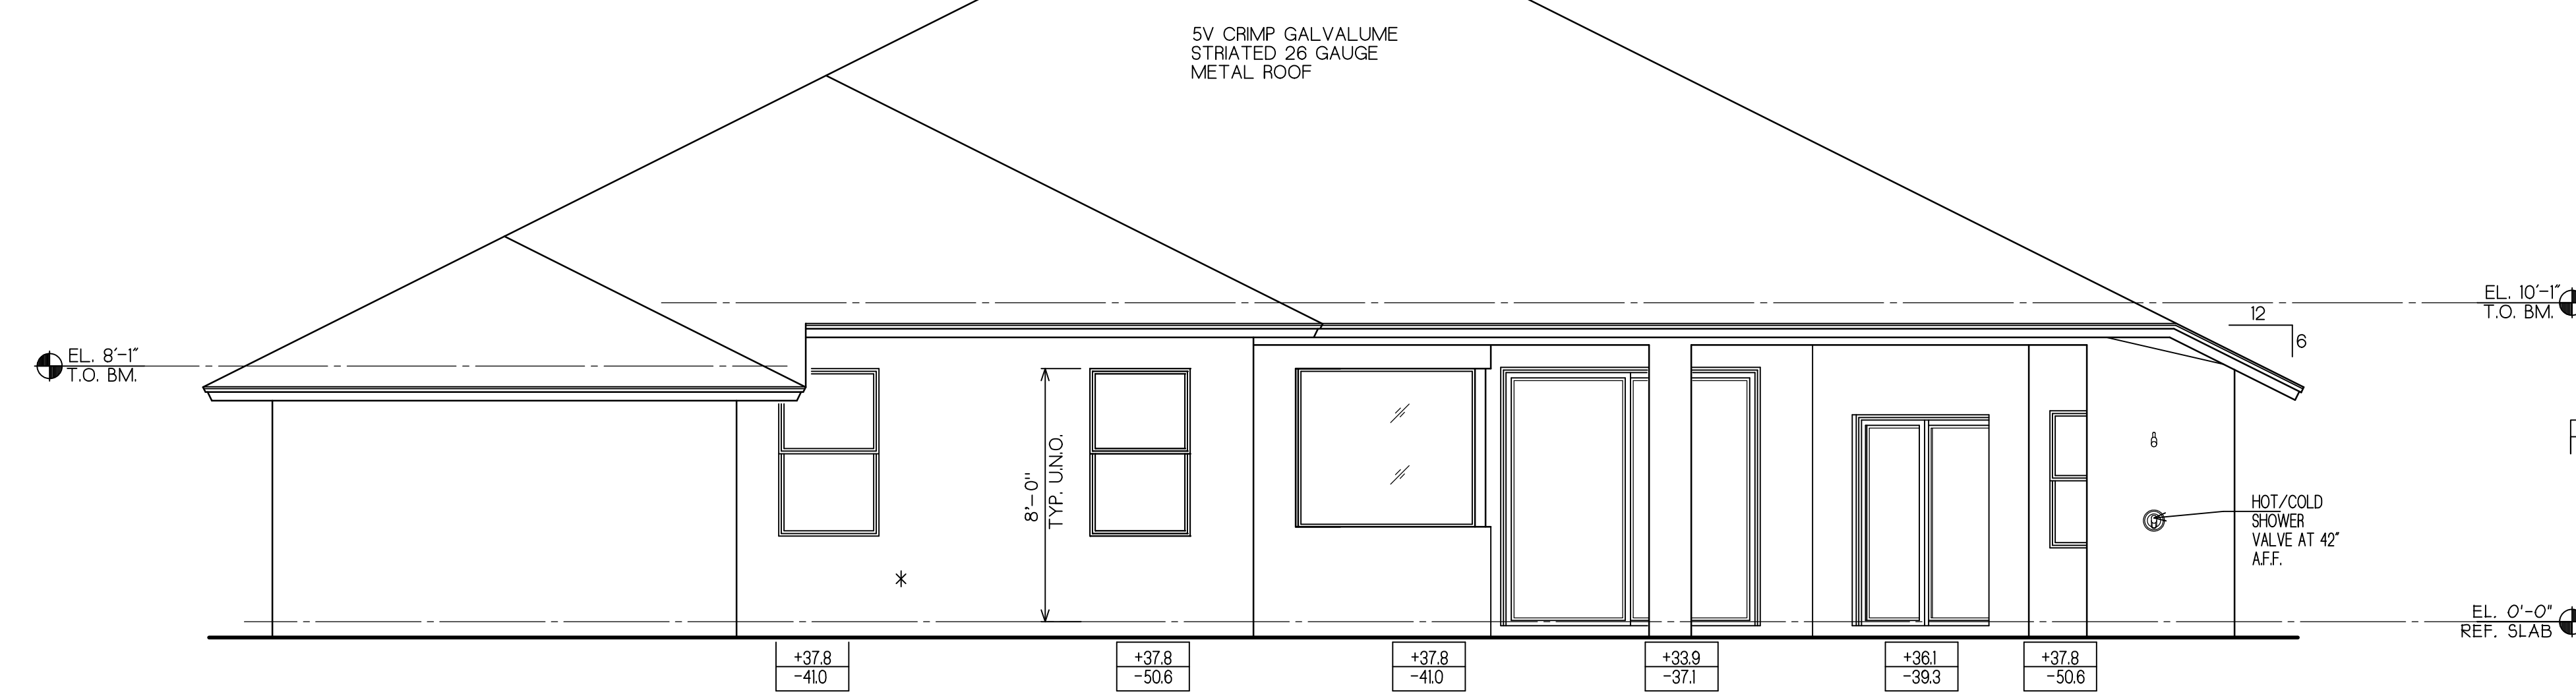 5V CRIMP GALVALUME
STRIATED 26 GAUGE
METAL ROOF
EL. 10'-1"
T.O. BM.
12
6
EL. 8'-1"
T.O. BM.
8'-0"
TYP. U.N.O.
HOT/COLD
SHOWER
VALVE AT 42"
A.F.F.
EL. 0'-0"
REF. SLAB
+37.8
-41.0
+37.8
-50.6
+37.8
-41.0
+33.9
-37.1
+36.1
-39.3
+37.8
-50.6